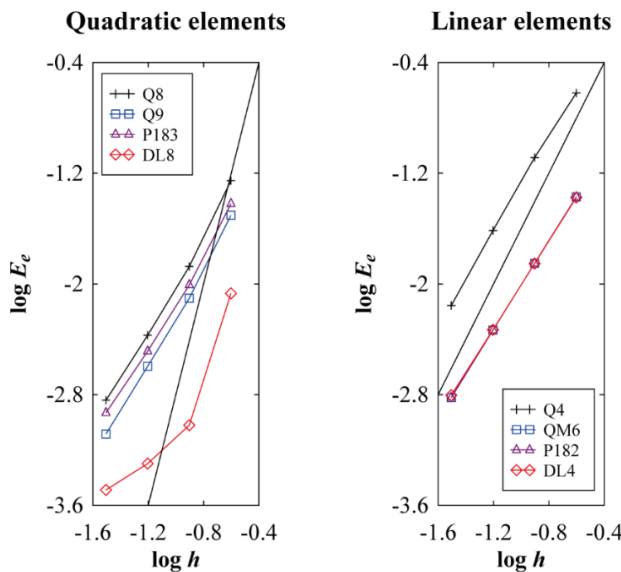 Quadratic elements
-0.4
-1.2
-2
-2.8
-3.6
log Ee
Q8
Q9
P183
DL8
-1.6 -1.2 -0.8 -0.4
log h
Linear elements
-0.4
-1.2
-2
-2.8
-3.6
log Ee
Q4
QM6
P182
DL4
-1.6 -1.2 -0.8 -0.4
log h